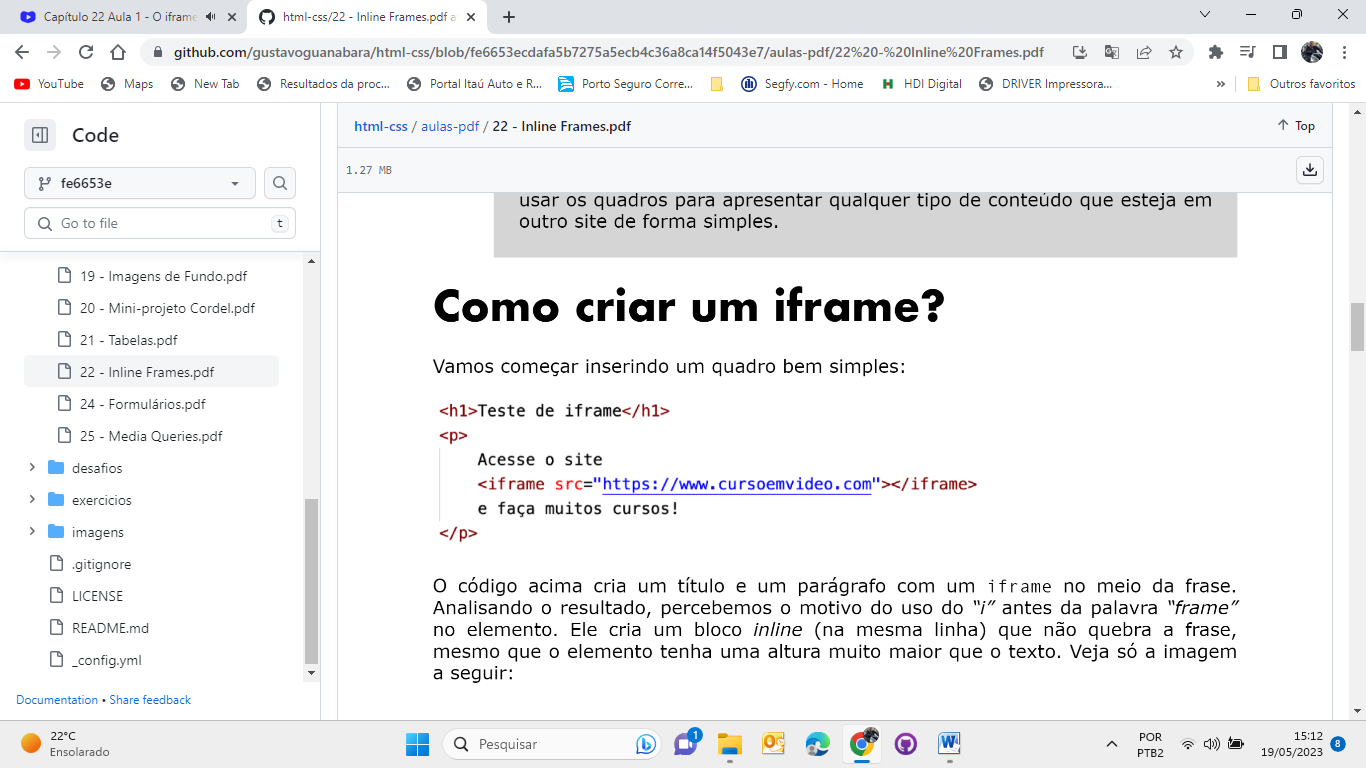 Capítulo 22 Aula 1 - O iframe
html-css/22 - Inline Frames.pdf a
github.com/gustavoguanabara/html-css/blob/fe6653ecdafa5b7275a5ecb4c36a8ca14f5043e7/aulas-pdf/22%20-%20Inline%20Frames.pdf
YouTube Maps New Tab Resultados da proc... Portal Itaú Auto e R... Porto Seguro Corre... Segfy.com - Home HDI Digital DRIVER Impressora... » Outros favoritos
Code
fe6653e
Go to file t
19 - Imagens de Fundo.pdf
20 - Mini-projeto Cordel.pdf
21 - Tabelas.pdf
22 - Inline Frames.pdf
24 - Formulários.pdf
25 - Media Queries.pdf
desafios
exercicios
imagens
.gitignore
LICENSE
README.md
_config.yml
Documentation • Share feedback
html-css / aulas-pdf / 22 - Inline Frames.pdf Top
1.27 MB
usar os quadros para apresentar qualquer tipo de conteúdo que esteja em
outro site de forma simples.
Como criar um iframe?
Vamos começar inserindo um quadro bem simples:
<h1>Teste de iframe</h1>
<p>
Acesse o site
<iframe src="https://www.cursoemvideo.com"></iframe>
e faça muitos cursos!
</p>
O código acima cria um título e um parágrafo com um iframe no meio da frase.
Analisando o resultado, percebemos o motivo do uso do “i” antes da palavra “frame”
no elemento. Ele cria um bloco inline (na mesma linha) que não quebra a frase,
mesmo que o elemento tenha uma altura muito maior que o texto. Veja só a imagem
a seguir:
22°C
Ensolarado
Pesquisar
1
POR
PTB2
15:12
19/05/2023
8